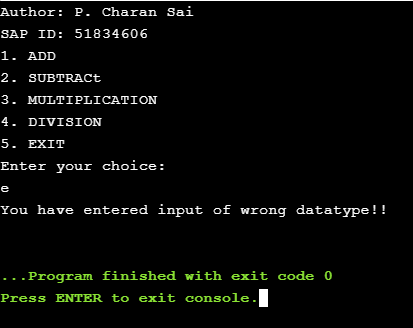 Author: P. Charan Sai
SAP ID: 51834606
1. ADD
2. SUBTRACt
3. MULTIPLICATION
4. DIVISION
5. EXIT
Enter your choice:
e
You have entered input of wrong datatype!!
...Program finished with exit code 0
Press ENTER to exit console.